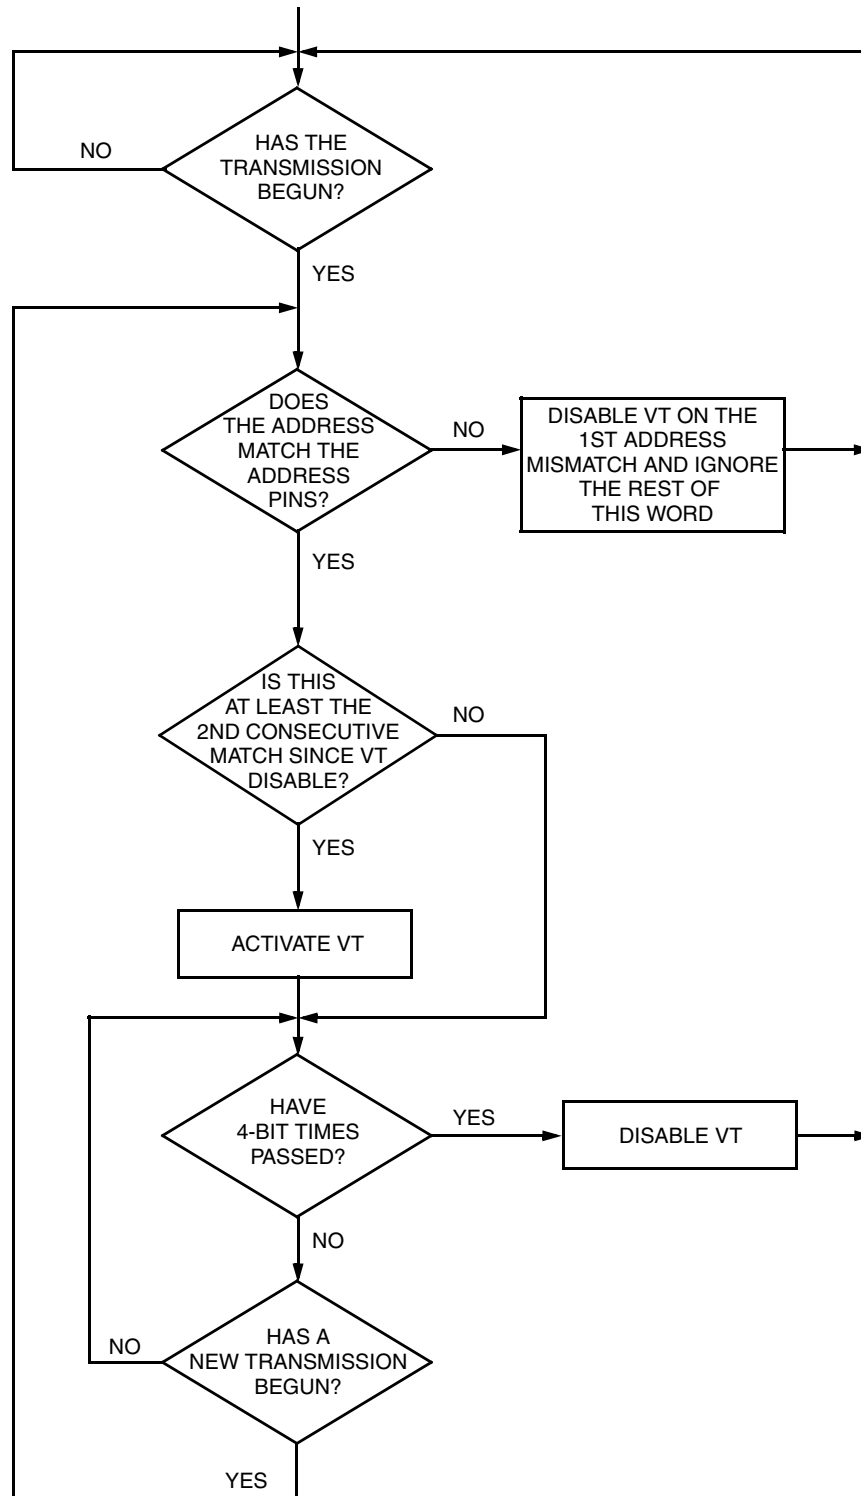 HAS THE
TRANSMISSION
BEGUN?
NO
YES
DOES
THE ADDRESS
MATCH THE
ADDRESS
PINS?
NO
DISABLE VT ON THE
1ST ADDRESS
MISMATCH AND IGNORE
THE REST OF
THIS WORD
YES
IS THIS
AT LEAST THE
2ND CONSECUTIVE
MATCH SINCE VT
DISABLE?
NO
YES
ACTIVATE VT
HAVE
4-BIT TIMES
PASSED?
YES
DISABLE VT
NO
HAS A
NEW TRANSMISSION
BEGUN?
NO
YES